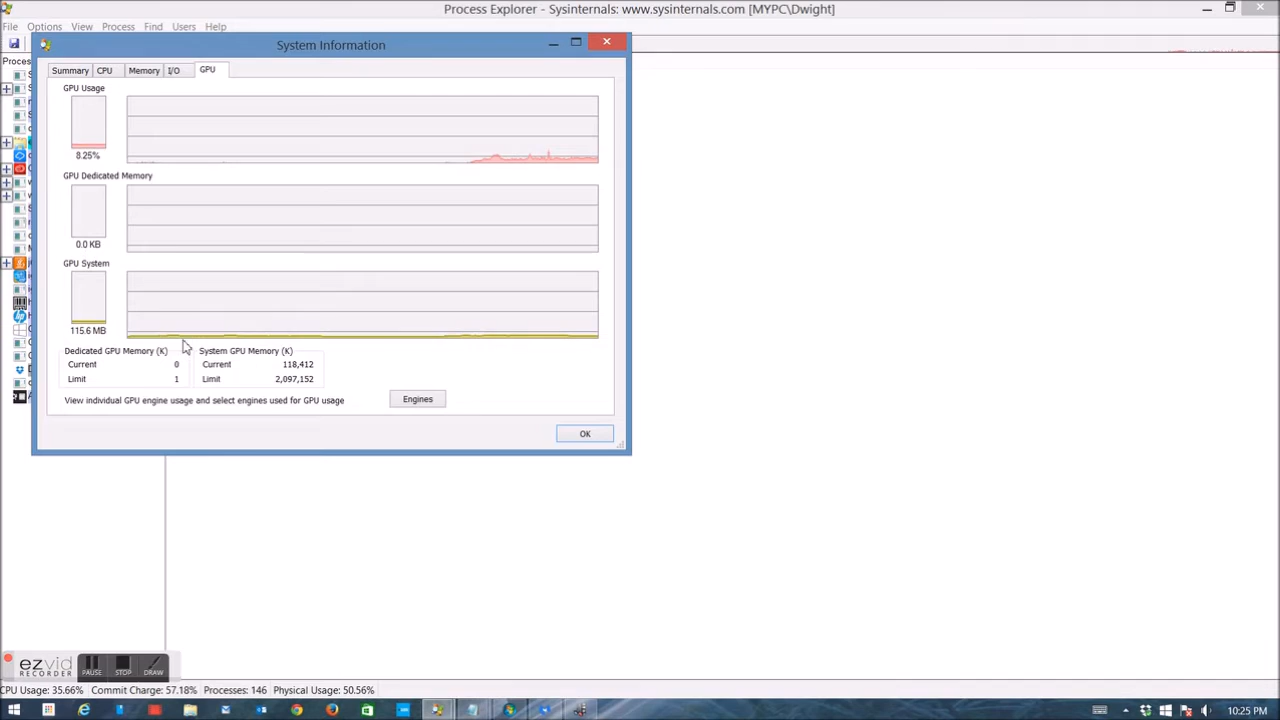 Process Explorer - Sysinternals: www.sysinternals.com [MYPC\Dwight]
File Options View Process Find Users Help
System Information
Summary CPU Memory I/O GPU
GPU Usage
8.25%
GPU Dedicated Memory
0.0 KB
GPU System
115.6 MB
Dedicated GPU Memory (K) System GPU Memory (K)
Current 0 Current 118,412
Limit 1 Limit 2,097,152
View individual GPU engine usage and select engines used for GPU usage Engines
OK
ezvid
RECORDER
PAUSE STOP DRAW
CPU Usage: 35.66% Commit Charge: 57.18% Processes: 146 Physical Usage: 50.56%
10:25 PM